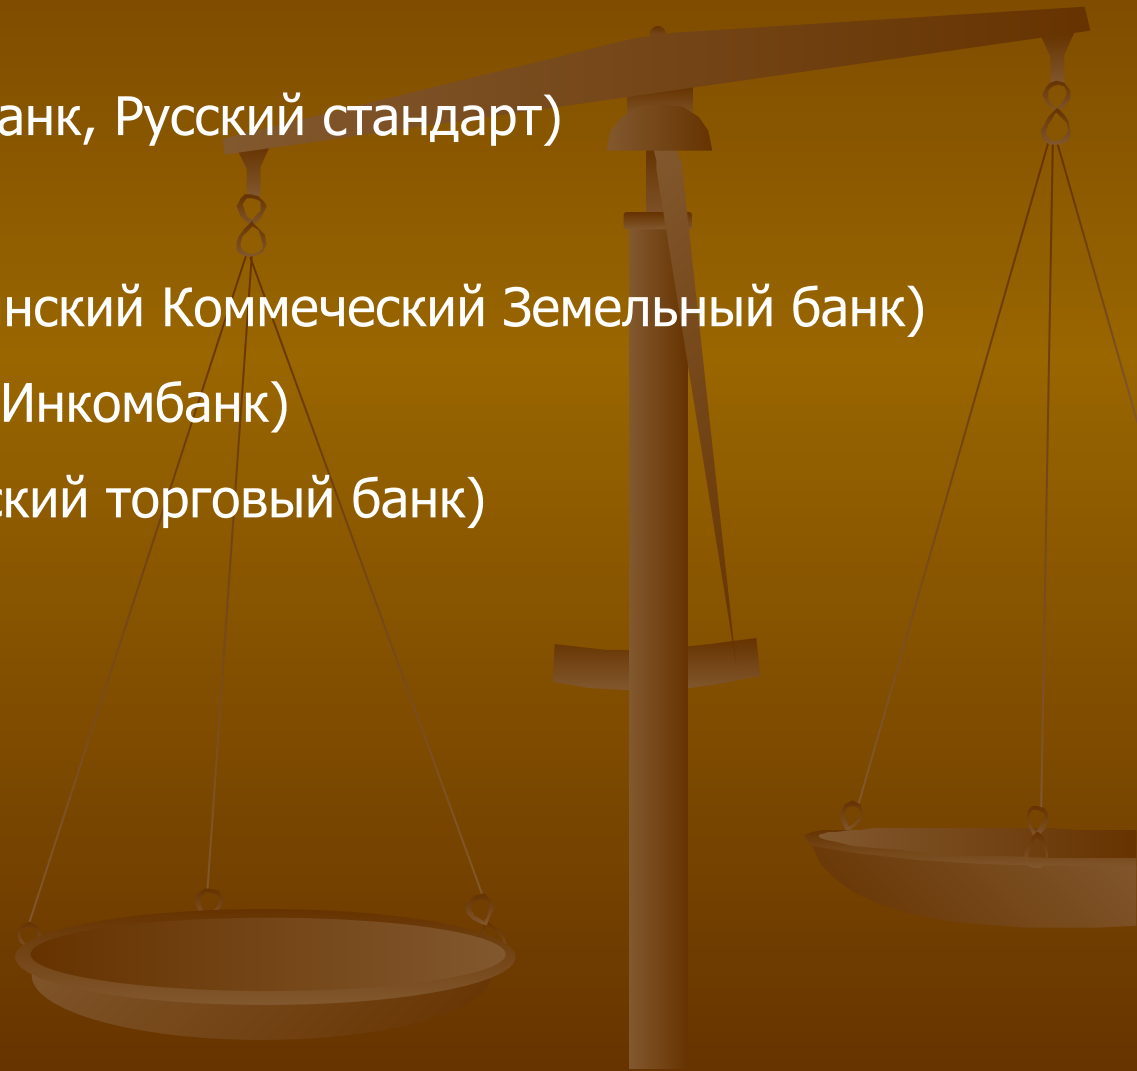 анк, Русский стандарт)
нский Коммеческий Земельный банк)
Инкомбанк)
ский торговый банк)